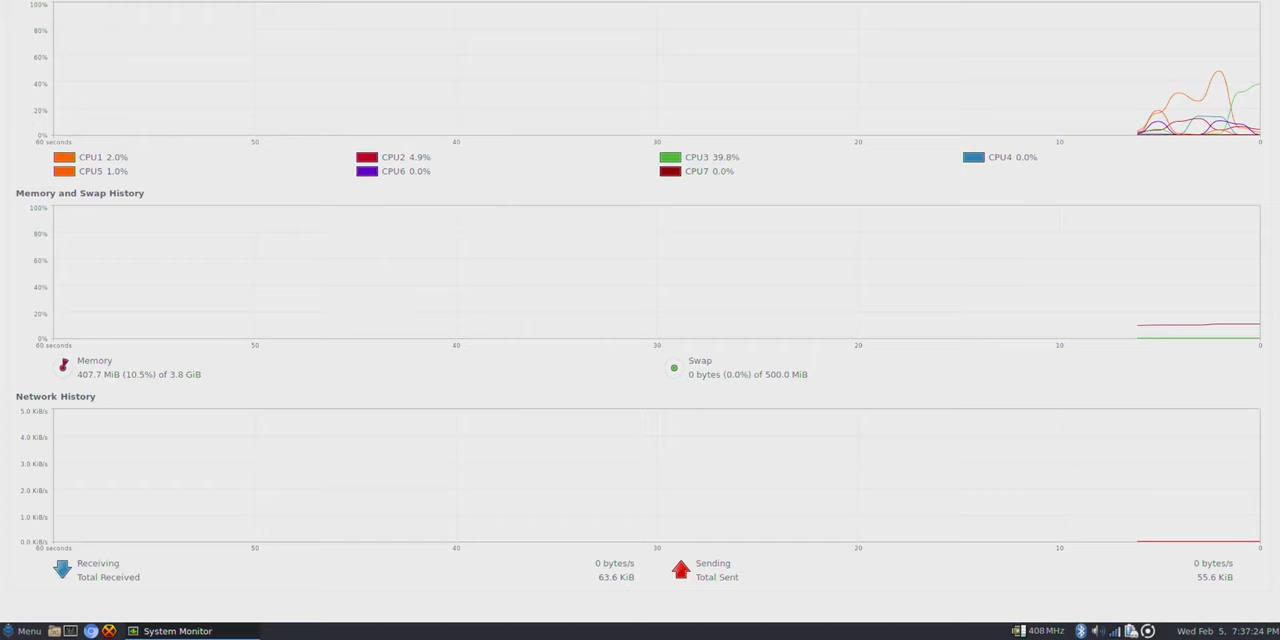 100%
80%
60%
40%
20%
0%
60 seconds 50 40 30 20 10 0
CPU1 2.0% CPU2 4.9% CPU3 39.8% CPU4 0.0%
CPU5 1.0% CPU6 0.0% CPU7 0.0%
Memory and Swap History
100%
80%
60%
40%
20%
0%
60 seconds 50 40 30 20 10 0
Memory Swap
407.7 MiB (10.5%) of 3.8 GiB 0 bytes (0.0%) of 500.0 MiB
Network History
5.0 KiB/s
4.0 KiB/s
3.0 KiB/s
2.0 KiB/s
1.0 KiB/s
0.0 KiB/s
60 seconds 50 40 30 20 10 0
Receiving 0 bytes/s Sending 0 bytes/s
Total Received 63.6 KiB Total Sent 55.6 KiB
Menu System Monitor 408 MHz Wed Feb 5, 7:37:24 PM